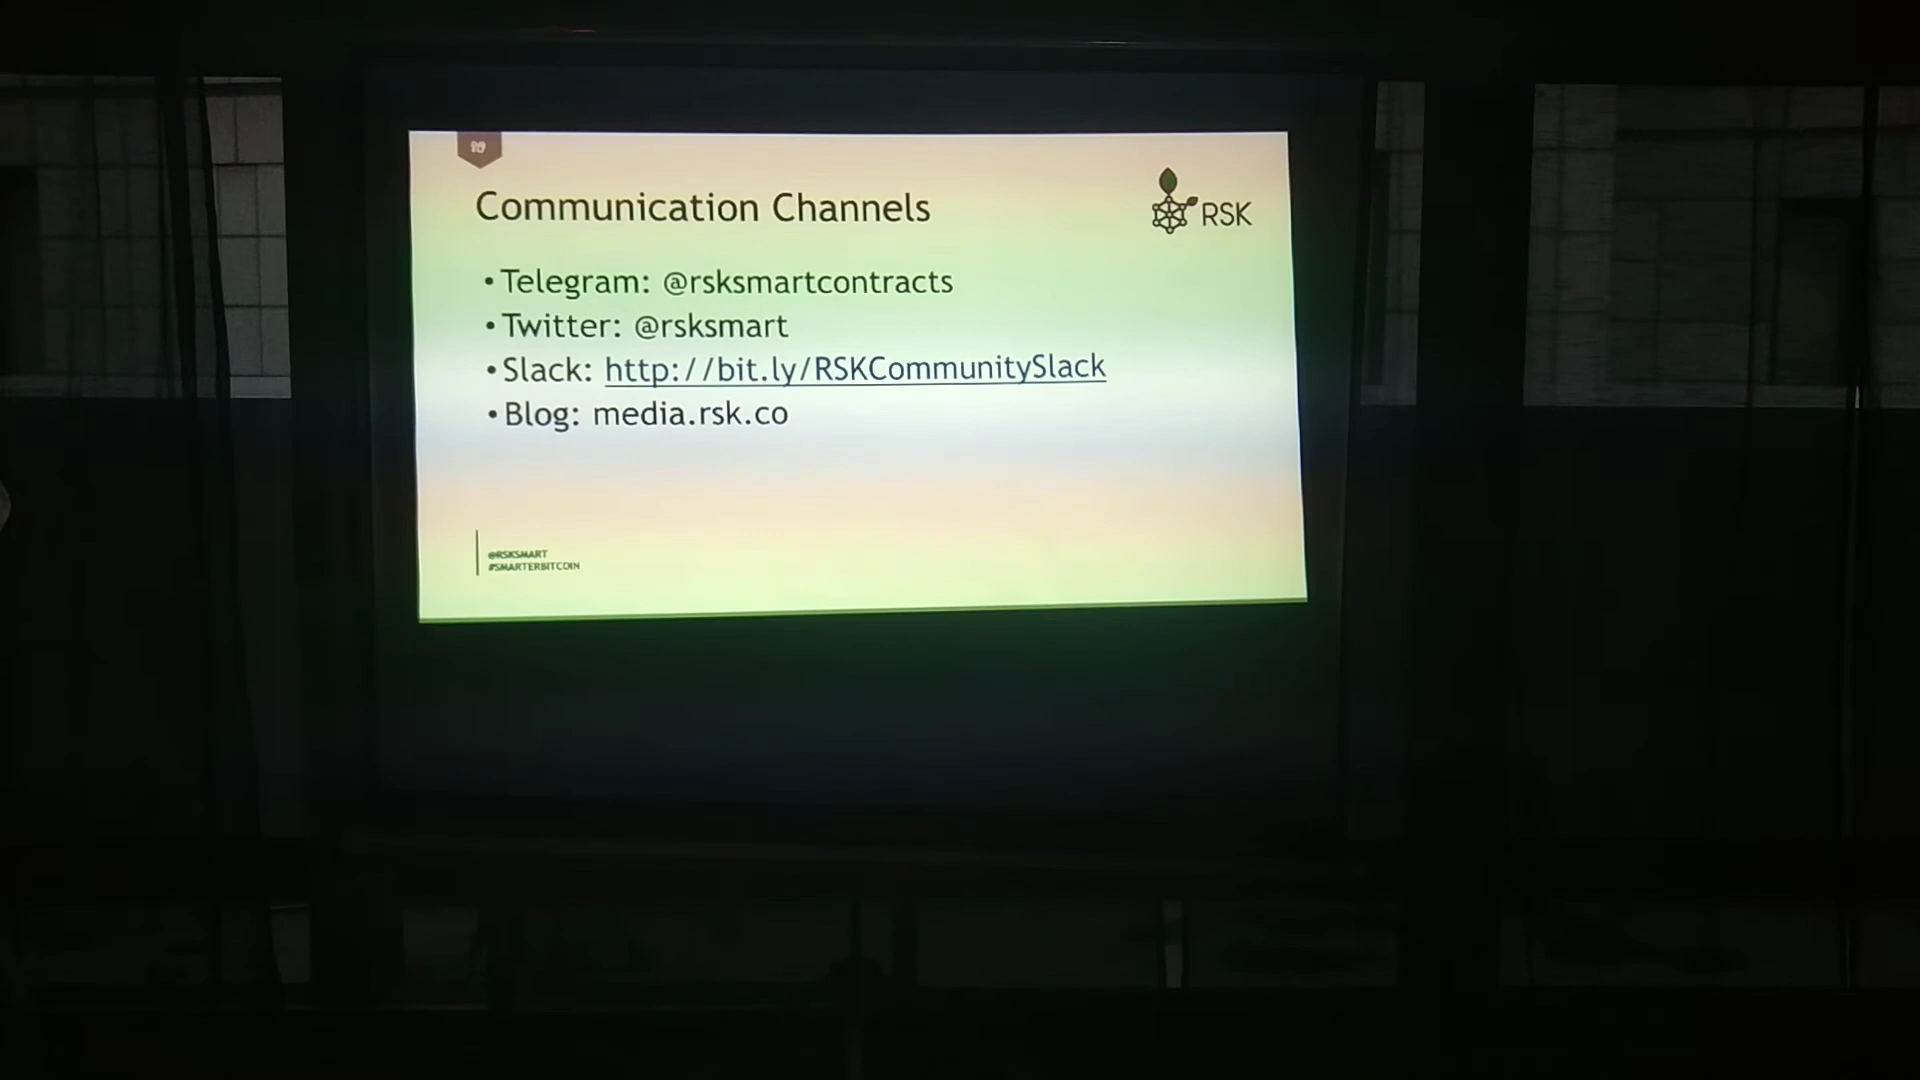 Communication Channels
RSK
• Telegram: @rsksmartcontracts
• Twitter: @rsksmart
• Slack: http://bit.ly/RSKCommunitySlack
• Blog: media.rsk.co
@RSKSMART
#SMARTERBITCOIN